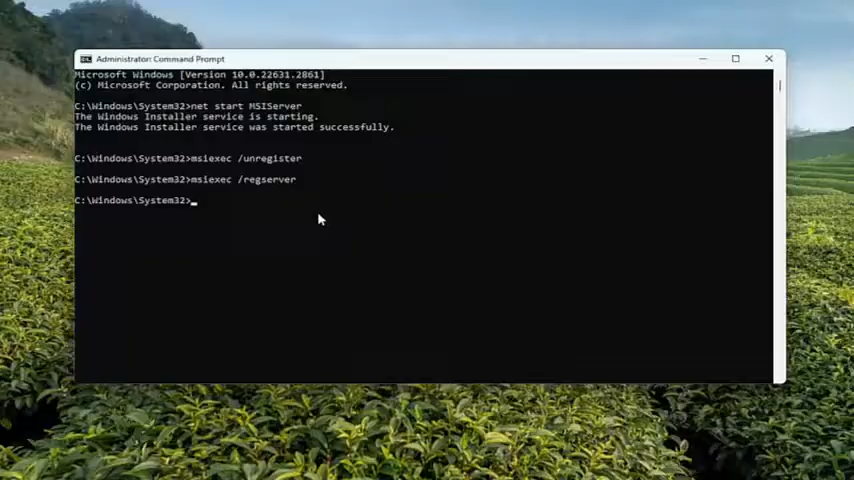 Administrator: Command Prompt
Microsoft Windows [Version 10.0.22631.2861]
(c) Microsoft Corporation. All rights reserved.
C:\Windows\System32>net start MSIServer
The Windows Installer service is starting.
The Windows Installer service was started successfully.
C:\Windows\System32>msiexec /unregister
C:\Windows\System32>msiexec /regserver
C:\Windows\System32>